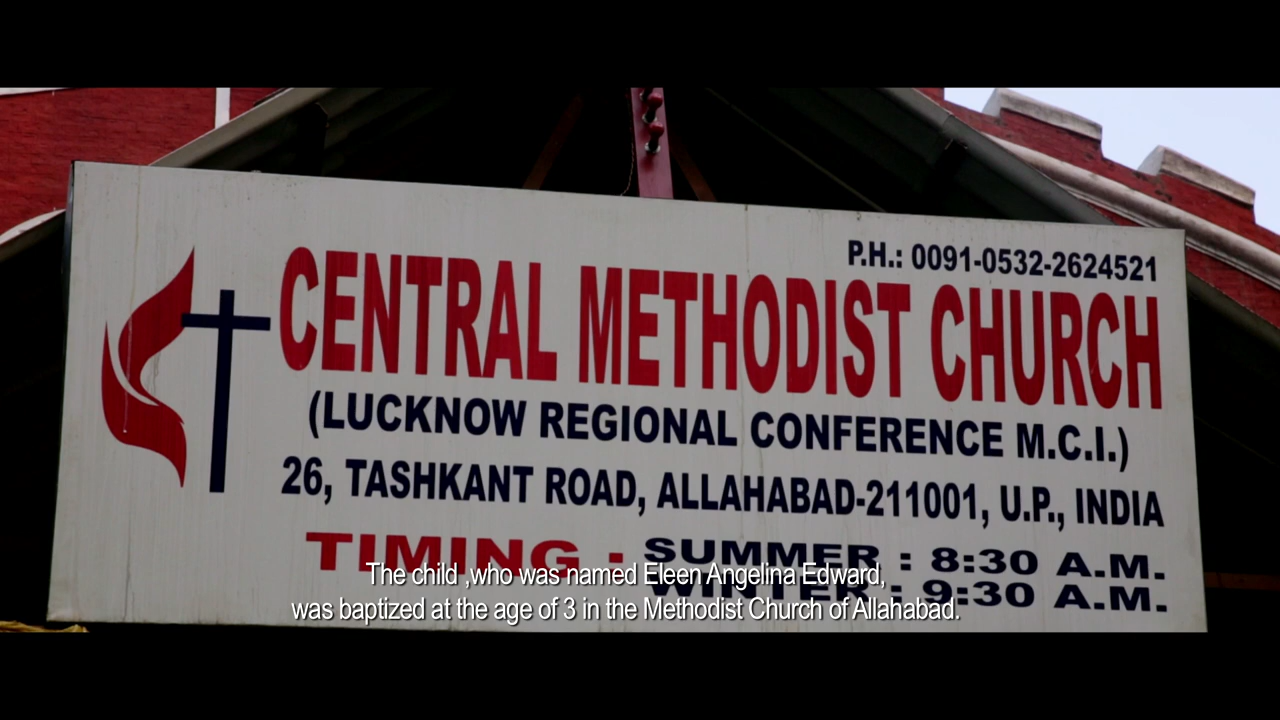 P.H.: 0091-0532-2624521
CENTRAL METHODIST CHURCH
(LUCKNOW REGIONAL CONFERENCE M.C.I.)
26, TASHKANT ROAD, ALLAHABAD-211001, U.P., INDIA
TIMING - SUMMER : 8:30 A.M.
WINTER : 9:30 A.M.
The child ,who was named Eleen Angelina Edward,
was baptized at the age of 3 in the Methodist Church of Allahabad.